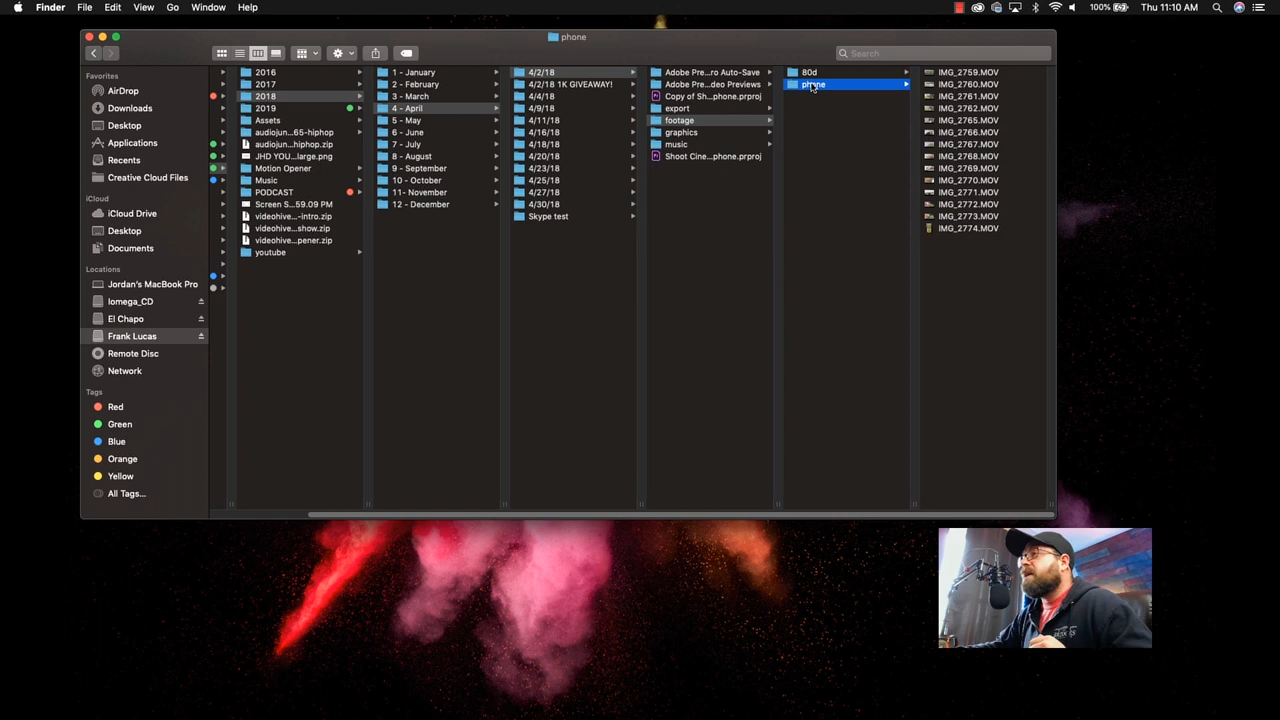 Finder File Edit View Go Window Help 100% Thu 11:10 AM
phone
Search
Favorites
AirDrop
Downloads
Desktop
Applications
Recents
Creative Cloud Files
iCloud
iCloud Drive
Desktop
Documents
Locations
Jordan's MacBook Pro
Iomega_CD
El Chapo
Frank Lucas
Remote Disc
Network
Tags
Red
Green
Blue
Orange
Yellow
All Tags...
2016
2017
2018
2019
Assets
audiojun...65-hiphop
audiojun...hiphop.zip
JHD YOU...large.png
Motion Opener
Music
PODCAST
Screen S...59.09 PM
videohive...-intro.zip
videohive...show.zip
videohive...pener.zip
youtube
1 - January
2 - February
3 - March
4 - April
5 - May
6 - June
7 - July
8 - August
9 - September
10 - October
11- November
12 - December
4/2/18
4/2/18 1K GIVEAWAY!
4/4/18
4/9/18
4/11/18
4/16/18
4/18/18
4/20/18
4/23/18
4/25/18
4/27/18
4/30/18
Skype test
Adobe Pre...ro Auto-Save
Adobe Pre...deo Previews
Copy of Sh...phone.prproj
export
footage
graphics
music
Shoot Cine...phone.prproj
80d
phone
IMG_2759.MOV
IMG_2760.MOV
IMG_2761.MOV
IMG_2762.MOV
IMG_2765.MOV
IMG_2766.MOV
IMG_2767.MOV
IMG_2768.MOV
IMG_2769.MOV
IMG_2770.MOV
IMG_2771.MOV
IMG_2772.MOV
IMG_2773.MOV
IMG_2774.MOV